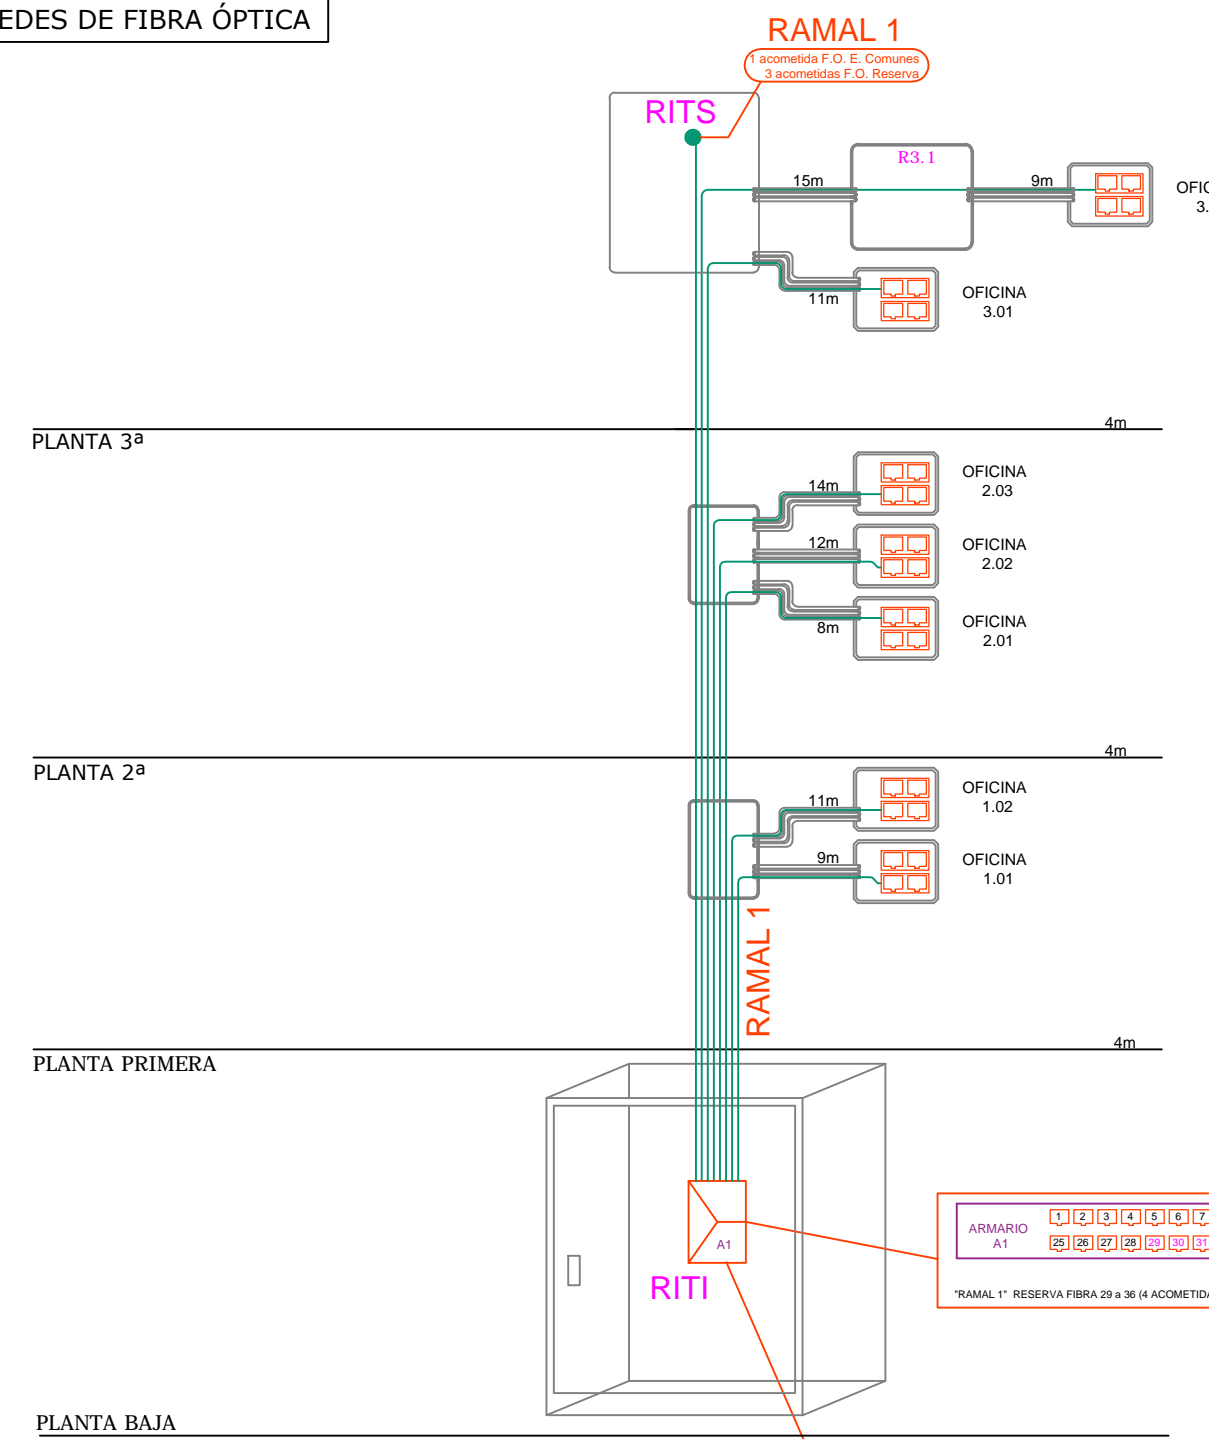 EDES DE FIBRA ÓPTICA
RAMAL 1
1 acometida F.O. E. Comunes
3 acometidas F.O. Reserva
RITS
R3.1
15m
9m
11m
OFICINA
3.01
4m
PLANTA 3ª
14m
OFICINA
2.03
12m
OFICINA
2.02
8m
OFICINA
2.01
4m
PLANTA 2ª
11m
OFICINA
1.02
9m
OFICINA
1.01
RAMAL 1
4m
PLANTA PRIMERA
A1
RITI
ARMARIO
A1
1 2 3 4 5 6 7
25 26 27 28 29 30 31
"RAMAL 1" RESERVA FIBRA 29 a 36 (4 ACOMETIDA
PLANTA BAJA